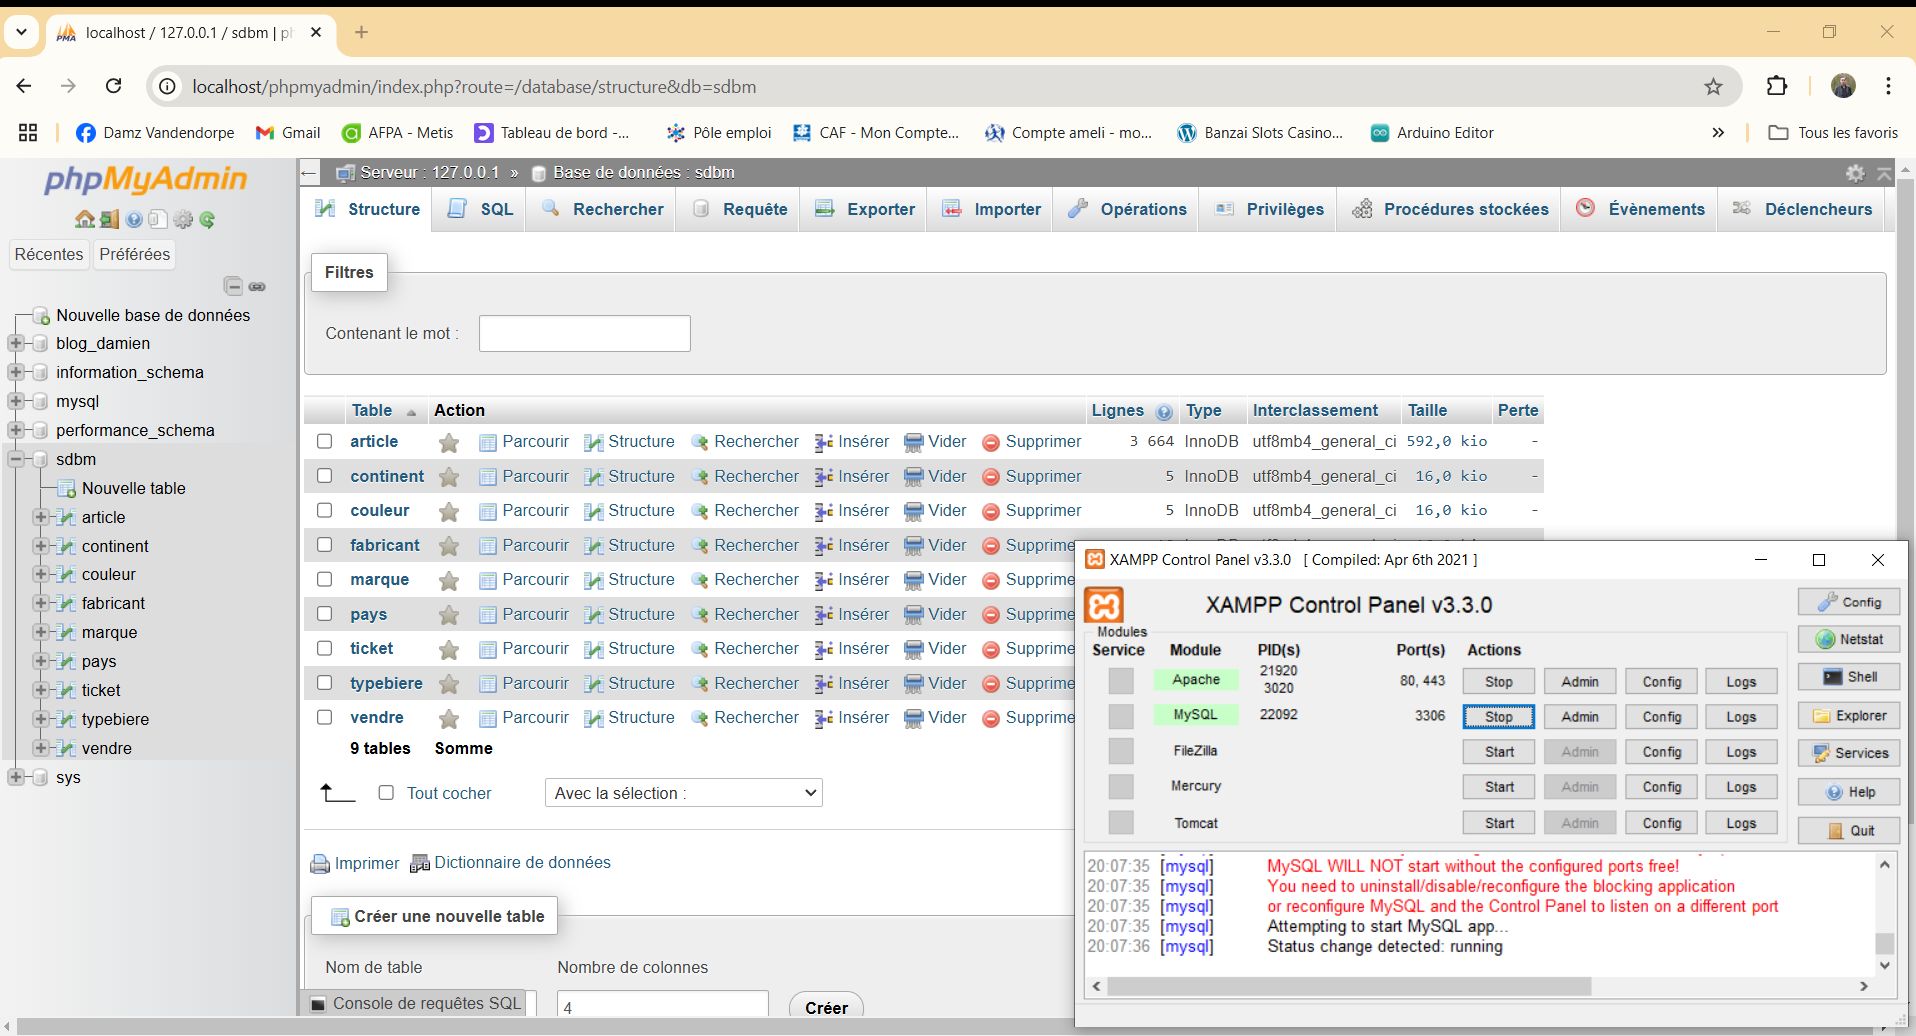 localhost / 127.0.0.1 / sdbm | p
localhost/phpmyadmin/index.php?route=/database/structure&db=sdbm
Damz Vandendorpe Gmail AFPA - Metis Tableau de bord -... Pôle emploi CAF - Mon Compte... Compte ameli - mo... Banzai Slots Casino... Arduino Editor » Tous les favoris
phpMyAdmin
Récentes Préférées
Nouvelle base de données
blog_damien
information_schema
mysql
performance_schema
sdbm
Nouvelle table
article
continent
couleur
fabricant
marque
pays
ticket
typebiere
vendre
sys
Serveur : 127.0.0.1 » Base de données : sdbm
Structure SQL Rechercher Requête Exporter Importer Opérations Privilèges Procédures stockées Évènements Déclencheurs
Filtres
Contenant le mot :
Table Action Lignes Type Interclassement Taille Perte
article Parcourir Structure Rechercher Insérer Vider Supprimer 3 664 InnoDB utf8mb4_general_ci 592,0 kio -
continent Parcourir Structure Rechercher Insérer Vider Supprimer 5 InnoDB utf8mb4_general_ci 16,0 kio -
couleur Parcourir Structure Rechercher Insérer Vider Supprimer 5 InnoDB utf8mb4_general_ci 16,0 kio -
fabricant Parcourir Structure Rechercher Insérer Vider Supprime
marque Parcourir Structure Rechercher Insérer Vider Supprime
pays Parcourir Structure Rechercher Insérer Vider Supprime
ticket Parcourir Structure Rechercher Insérer Vider Supprime
typebiere Parcourir Structure Rechercher Insérer Vider Supprime
vendre Parcourir Structure Rechercher Insérer Vider Supprime
9 tables Somme
Tout cocher Avec la sélection :
Imprimer Dictionnaire de données
Créer une nouvelle table
Nom de table Nombre de colonnes
Console de requêtes SQL 4 Créer
XAMPP Control Panel v3.3.0 [ Compiled: Apr 6th 2021 ]
XAMPP Control Panel v3.3.0
Modules
Service Module PID(s) Port(s) Actions
Apache 21920 3020 80, 443 Stop Admin Config Logs
MySQL 22092 3306 Stop Admin Config Logs
FileZilla Start Admin Config Logs
Mercury Start Admin Config Logs
Tomcat Start Admin Config Logs
Config
Netstat
Shell
Explorer
Services
Help
Quit
20:07:35 [mysql] MySQL WILL NOT start without the configured ports free!
20:07:35 [mysql] You need to uninstall/disable/reconfigure the blocking application
20:07:35 [mysql] or reconfigure MySQL and the Control Panel to listen on a different port
20:07:35 [mysql] Attempting to start MySQL app...
20:07:36 [mysql] Status change detected: running